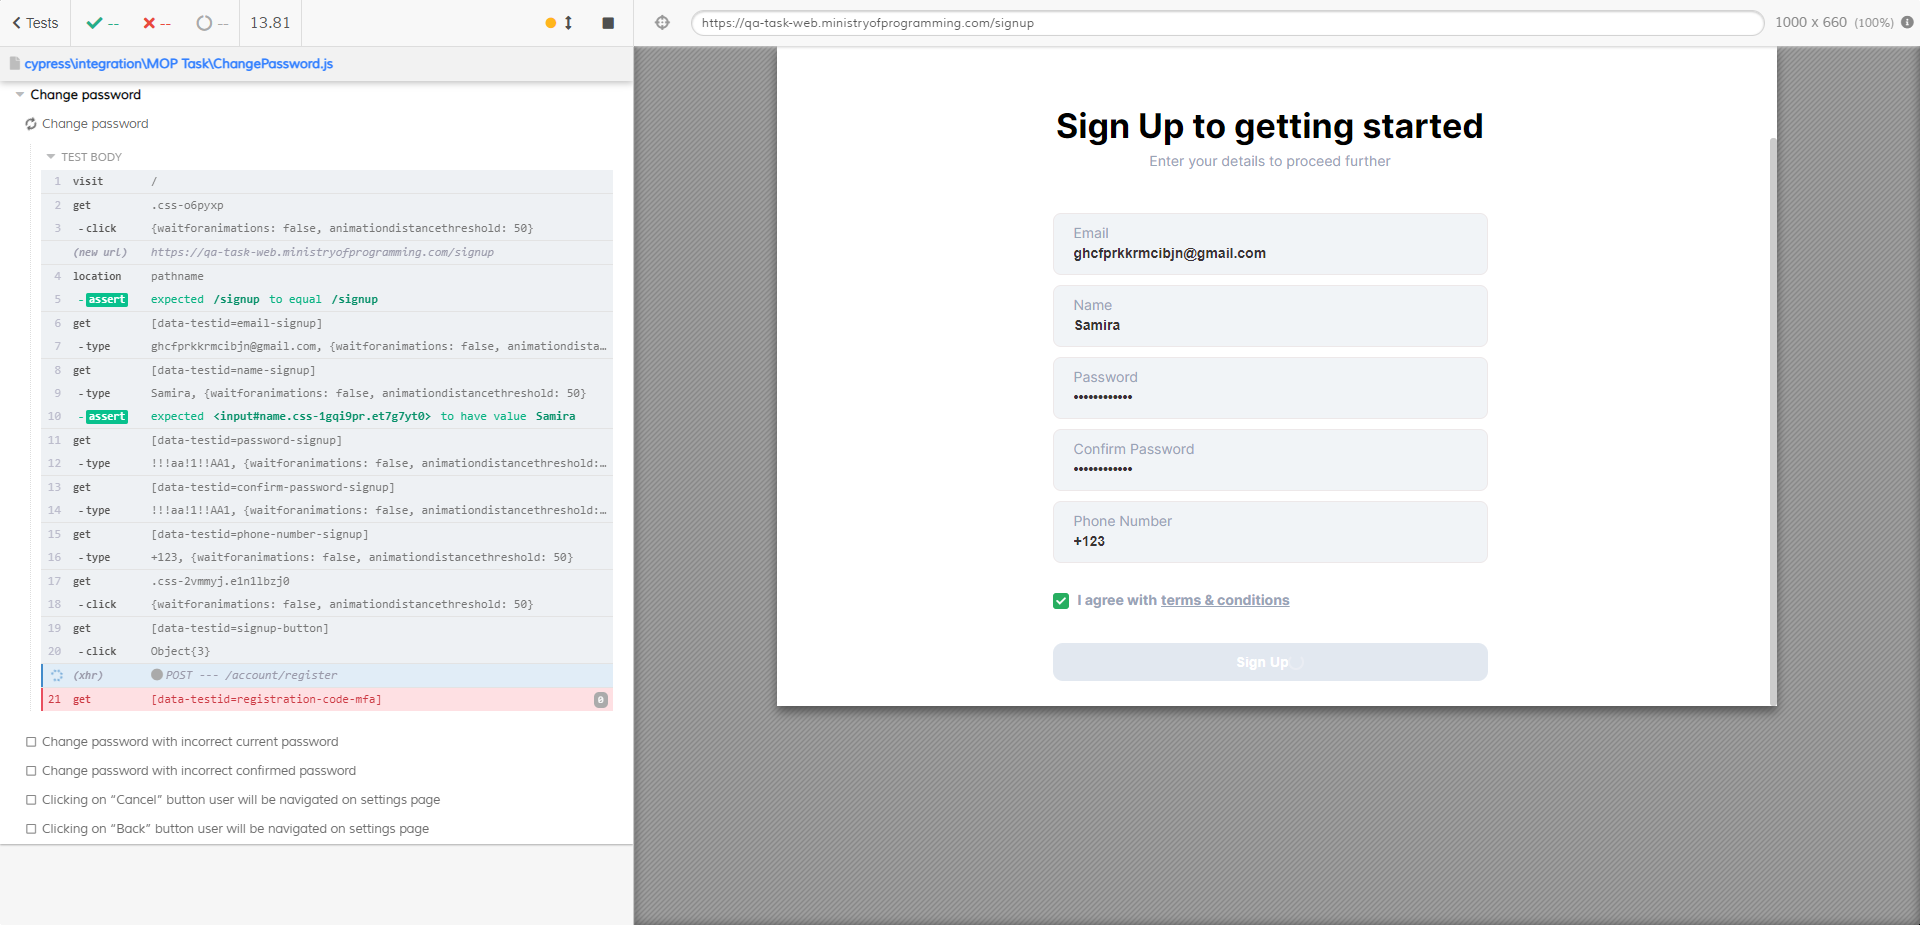 Tests
--
--
--
13.81
https://qa-task-web.ministryofprogramming.com/signup
1000 x 660 (100%)
cypress\integration\MOP Task\ChangePassword.js
Change password
Change password
TEST BODY
1 visit /
2 get .css-o6pyxp
3 -click {waitforanimations: false, animationdistancethreshold: 50}
(new url) https://qa-task-web.ministryofprogramming.com/signup
4 location pathname
5 -assert expected /signup to equal /signup
6 get [data-testid=email-signup]
7 -type ghcfprkkrmcibjn@gmail.com, {waitforanimations: false, animationdista…
8 get [data-testid=name-signup]
9 -type Samira, {waitforanimations: false, animationdistancethreshold: 50}
10 -assert expected <input#name.css-1gqi9pr.et7g7yt0> to have value Samira
11 get [data-testid=password-signup]
12 -type !!!aa!1!!AA1, {waitforanimations: false, animationdistancethreshold:…
13 get [data-testid=confirm-password-signup]
14 -type !!!aa!1!!AA1, {waitforanimations: false, animationdistancethreshold:…
15 get [data-testid=phone-number-signup]
16 -type +123, {waitforanimations: false, animationdistancethreshold: 50}
17 get .css-2vmmyj.e1n1lbzj0
18 -click {waitforanimations: false, animationdistancethreshold: 50}
19 get [data-testid=signup-button]
20 -click Object{3}
(xhr) POST --- /account/register
21 get [data-testid=registration-code-mfa] 0
Change password with incorrect current password
Change password with incorrect confirmed password
Clicking on “Cancel” button user will be navigated on settings page
Clicking on “Back” button user will be navigated on settings page
Sign Up to getting started
Enter your details to proceed further
Email
ghcfprkkrmcibjn@gmail.com
Name
Samira
Password
••••••••••••
Confirm Password
••••••••••••
Phone Number
+123
I agree with terms & conditions
Sign Up